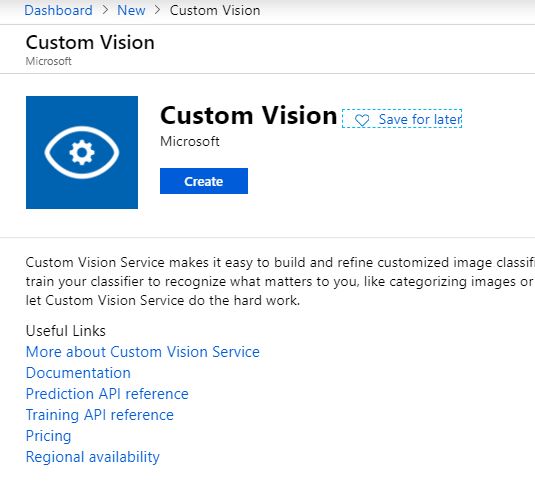 Dashboard > New > Custom Vision
Custom Vision
Microsoft
Custom Vision Save for later
Microsoft
Create
Custom Vision Service makes it easy to build and refine customized image
train your classifier to recognize what matters to you, like categorizing images or
let Custom Vision Service do the hard work.
Useful Links
More about Custom Vision Service
Documentation
Prediction API reference
Training API reference
Pricing
Regional availability